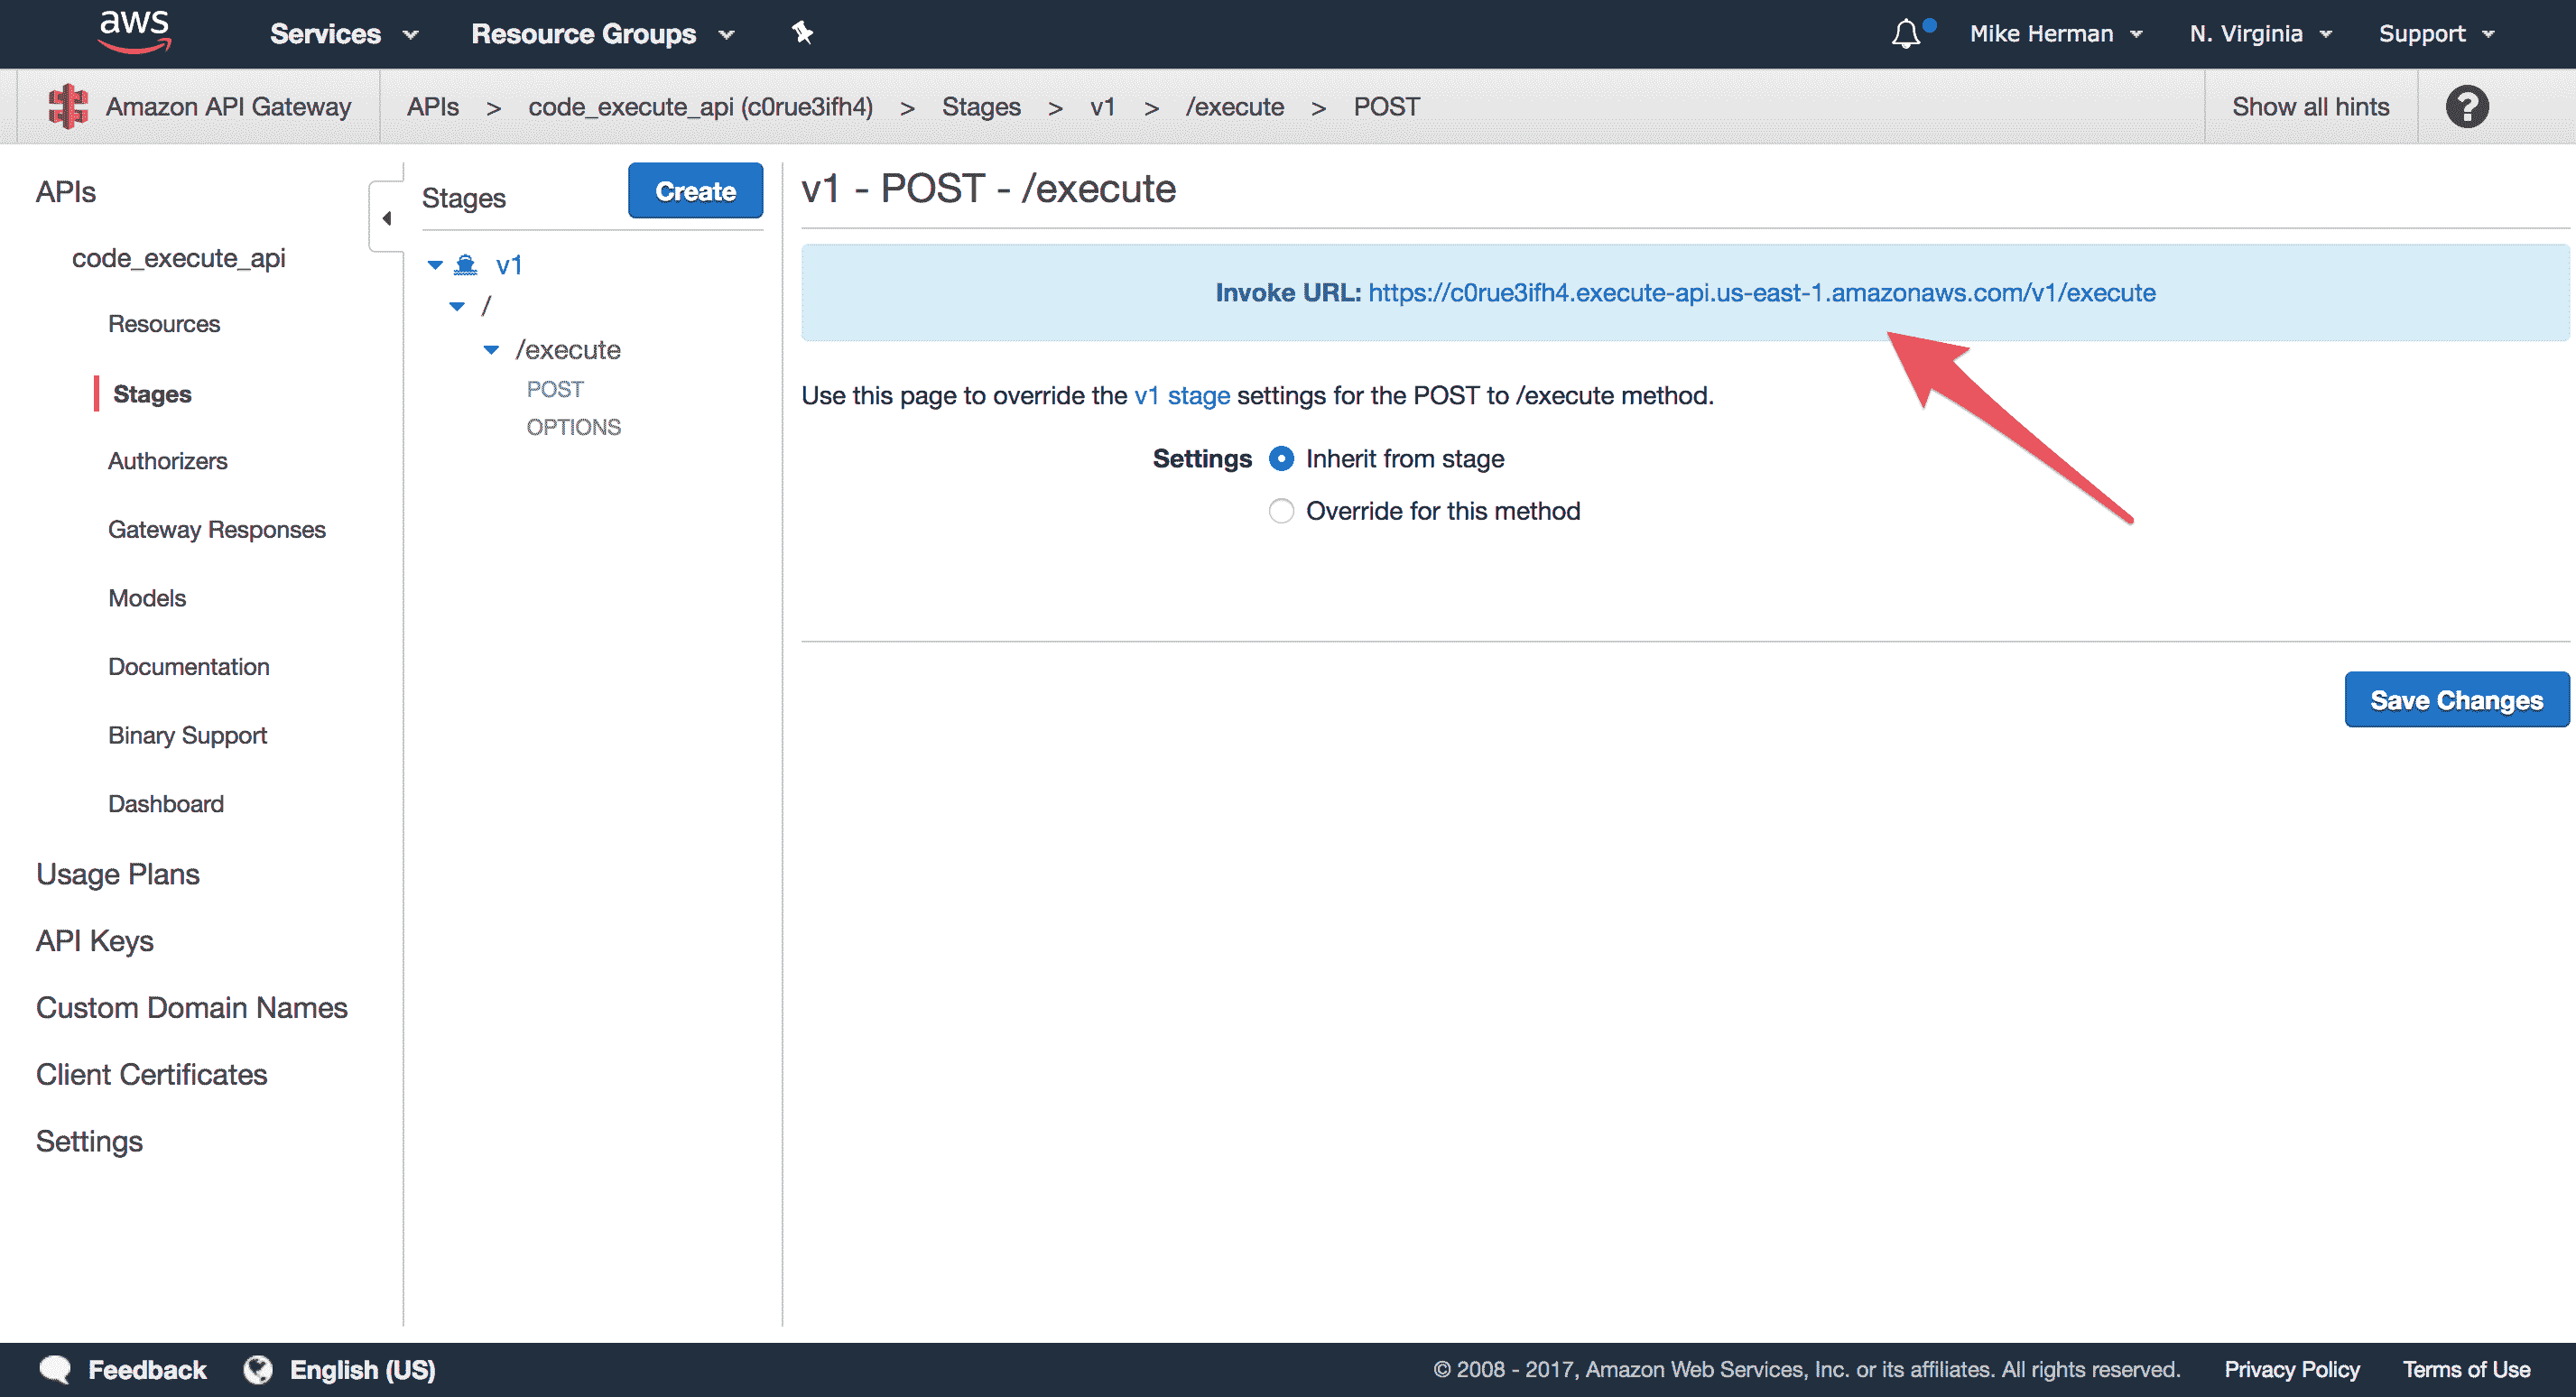 aws Services Resource Groups Mike Herman N. Virginia Support
Amazon API Gateway APIs > code_execute_api (c0rue3ifh4) > Stages > v1 > /execute > POST Show all hints ?
APIs
code_execute_api
Resources
Stages
Authorizers
Gateway Responses
Models
Documentation
Binary Support
Dashboard
Usage Plans
API Keys
Custom Domain Names
Client Certificates
Settings
Stages Create
v1
/
/execute
POST
OPTIONS
v1 - POST - /execute
Invoke URL: https://c0rue3ifh4.execute-api.us-east-1.amazonaws.com/v1/execute
Use this page to override the v1 stage settings for the POST to /execute method.
Settings Inherit from stage
Override for this method
Save Changes
Feedback English (US) © 2008 - 2017, Amazon Web Services, Inc. or its affiliates. All rights reserved. Privacy Policy Terms of Use